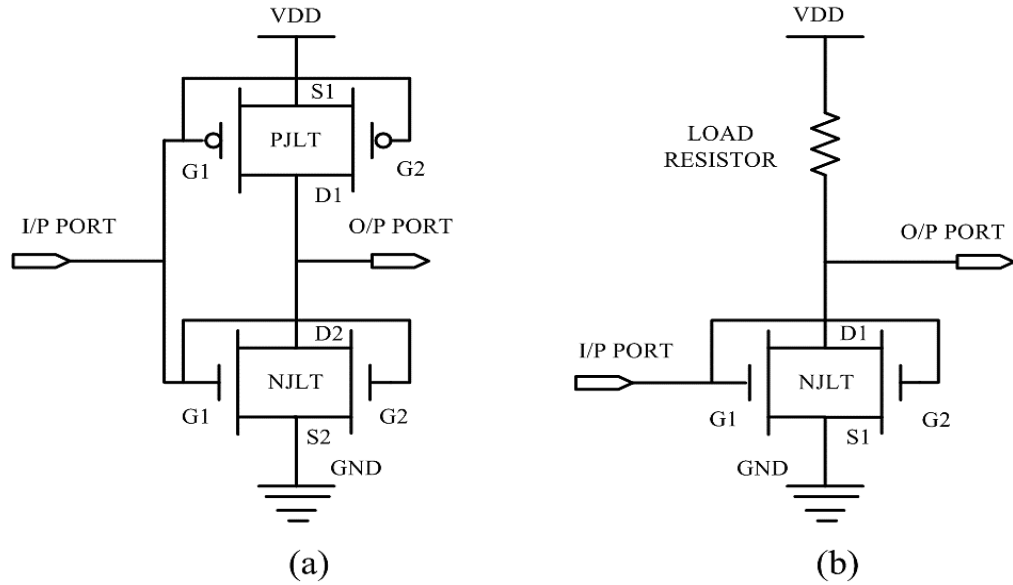 VDD
S1
PJLT
G1
G2
D1
I/P PORT
O/P PORT
D2
NJLT
G1
G2
S2
GND
(a)
VDD
LOAD
RESISTOR
O/P PORT
I/P PORT
D1
NJLT
G1
G2
S1
GND
(b)